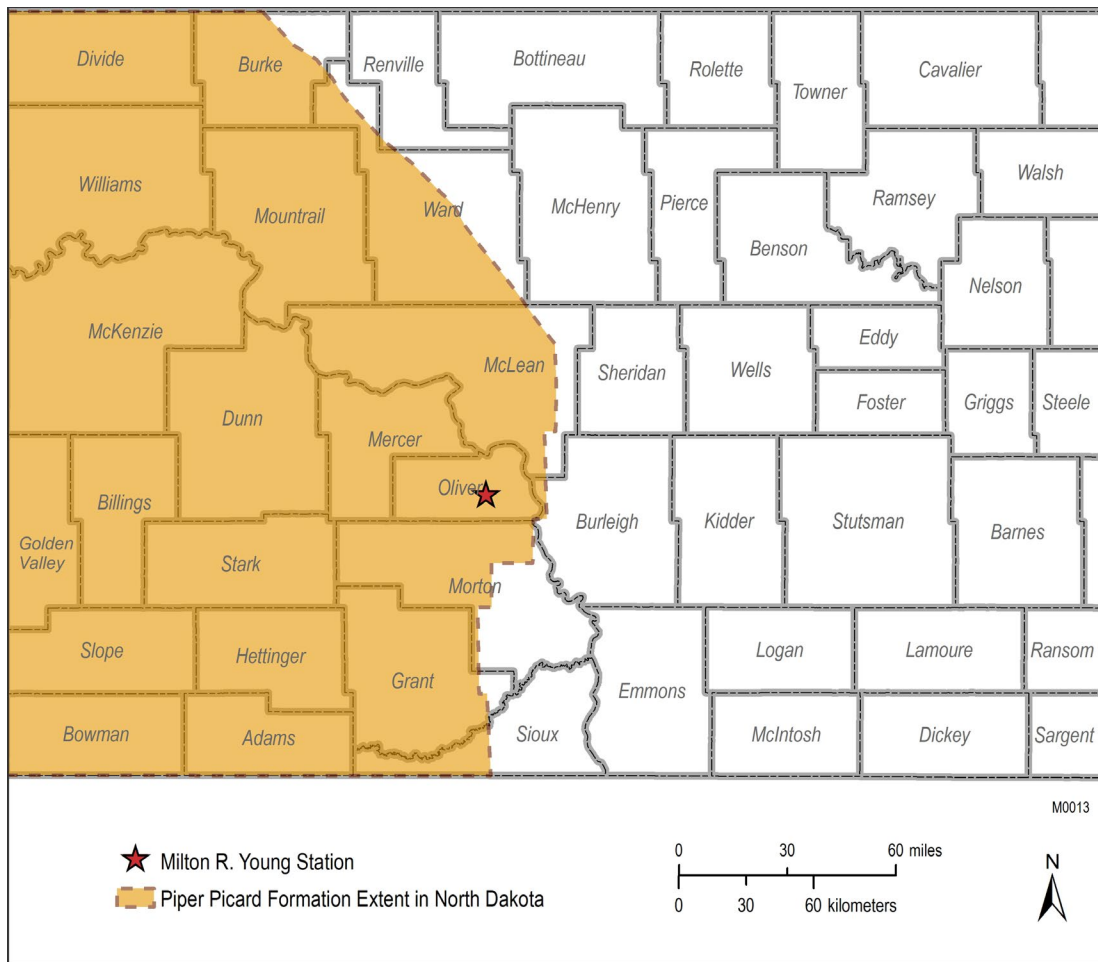 Divide
Burke
Renville
Bottineau
Rolette
Towner
Cavalier
Williams
Mountrail
Ward
McHenry
Pierce
Benson
Ramsey
Walsh
Nelson
McKenzie
McLean
Sheridan
Wells
Eddy
Foster
Griggs
Steele
Dunn
Mercer
Oliver
Billings
Golden
Valley
Stark
Morton
Burleigh
Kidder
Stutsman
Barnes
Slope
Hettinger
Grant
Emmons
Logan
Lamoure
Ransom
Bowman
Adams
Sioux
McIntosh
Dickey
Sargent
M0013
Milton R. Young Station
Piper Picard Formation Extent in North Dakota
0 30 60 miles
0 30 60 kilometers
N